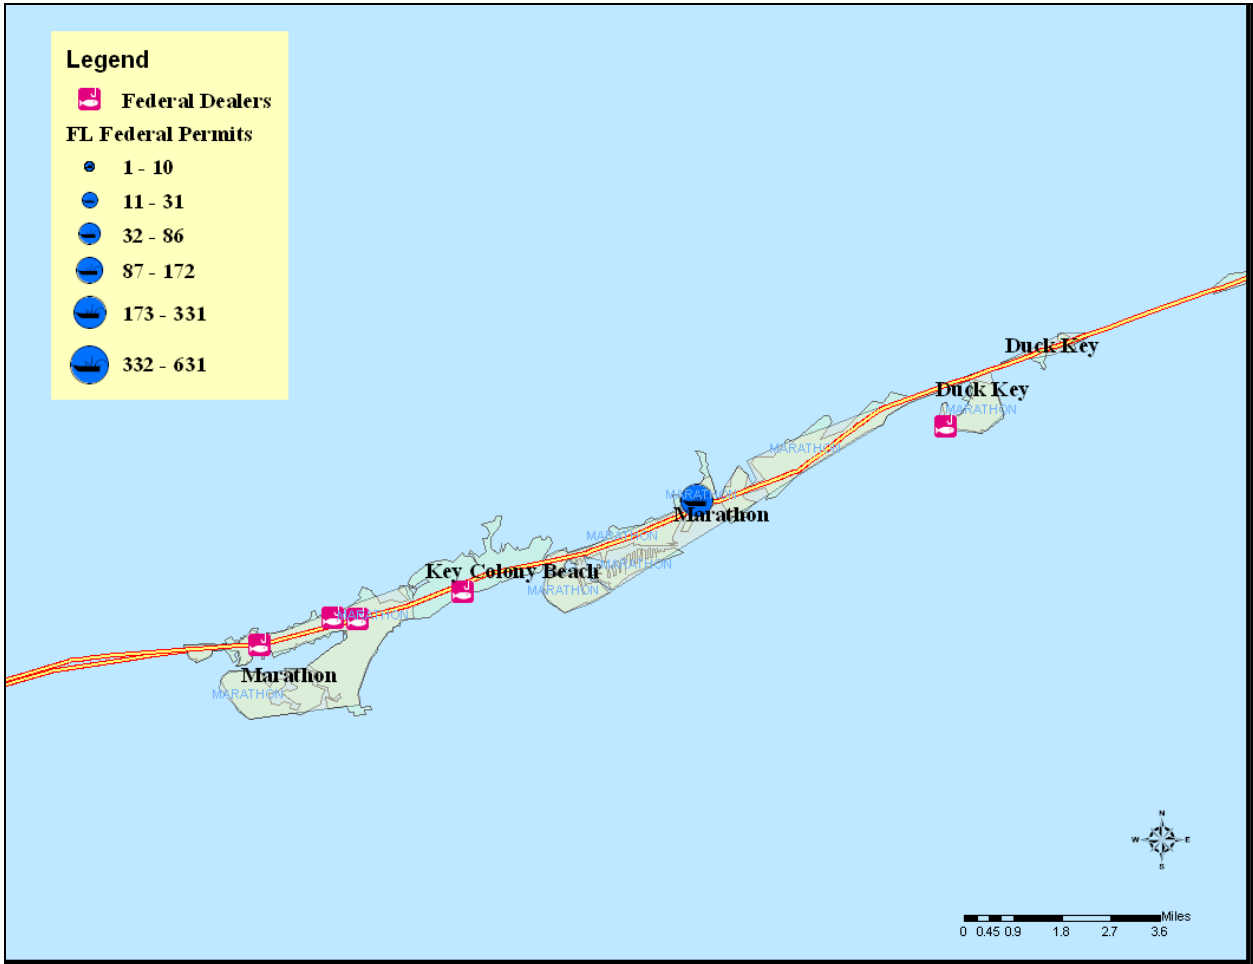 Legend
Federal Dealers
FL Federal Permits
1 - 10
11 - 31
32 - 86
87 - 172
173 - 331
332 - 631
Duck Key
Duck Key
MARATHON
MARATHON
MARATHON
Marathon
MARATHON
MARATHON
Key Colony Beach
MARATHON
MARATHON
Marathon
MARATHON
N
W E
S
Miles
0 0.45 0.9 1.8 2.7 3.6